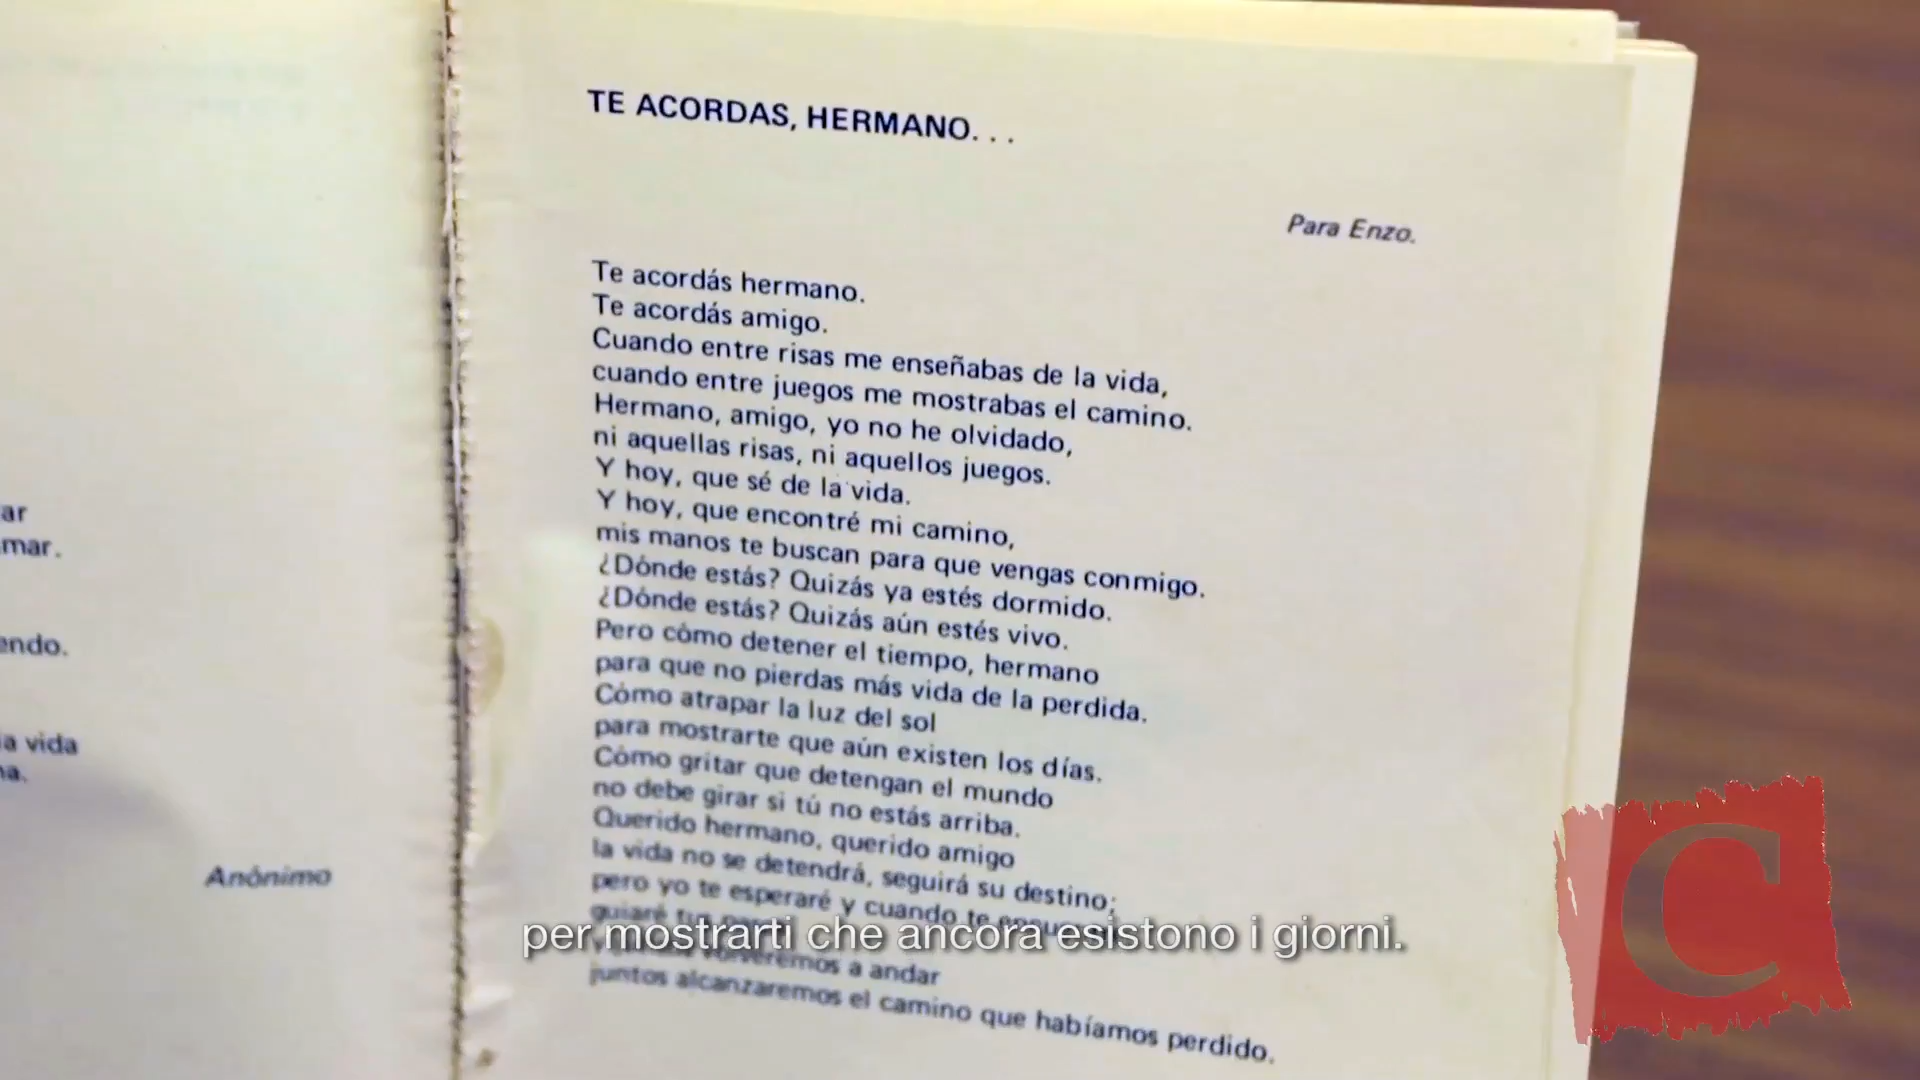 ar
mar.
endo.
a vida
na.
Anónimo
TE ACORDAS, HERMANO. . .
Para Enzo.
Te acordás hermano.
Te acordás amigo.
Cuando entre risas me enseñabas de la vida,
cuando entre juegos me mostrabas el camino.
Hermano, amigo, yo no he olvidado,
ni aquellas risas, ni aquellos juegos.
Y hoy, que sé de la vida.
Y hoy, que encontré mi camino,
mis manos te buscan para que vengas conmigo.
¿Dónde estás? Quizás ya estés dormido.
¿Dónde estás? Quizás aún estés vivo.
Pero cómo detener el tiempo, hermano
para que no pierdas más vida de la perdida.
Cómo atrapar la luz del sol
para mostrarte que aún existen los días.
Cómo gritar que detengan el mundo
no debe girar si tú no estás arriba.
Querido hermano, querido amigo
la vida no se detendrá, seguirá su destino;
pero yo te esperaré y cuando te
guiaré tus
volveremos a andar
juntos alcanzaremos el camino que habíamos perdido.
per mostrarti che ancora esistono i giorni.
C